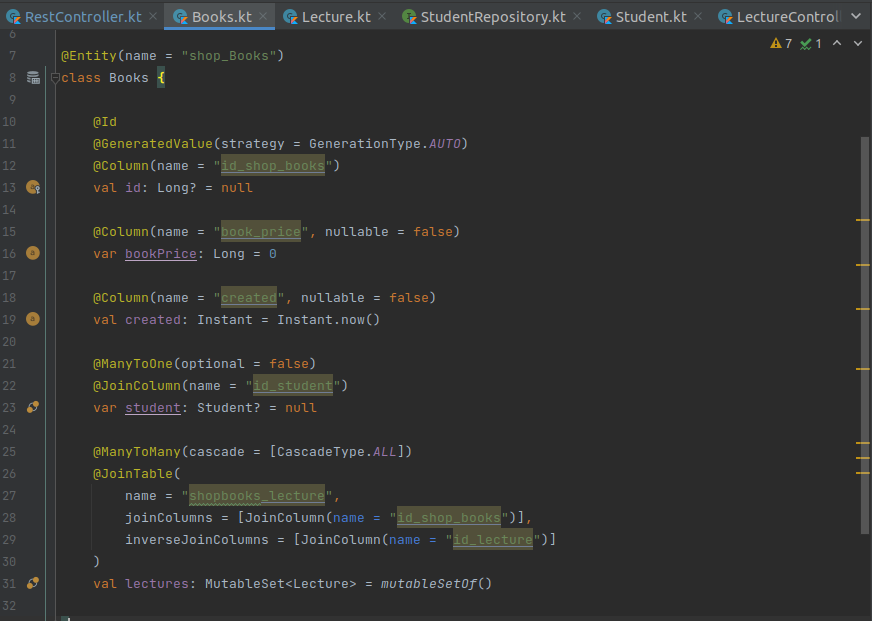 RestController.kt Books.kt Lecture.kt StudentRepository.kt Student.kt LectureControl
7 1
6
7 @Entity(name = "shop_Books")
8 class Books {
9
10 @Id
11 @GeneratedValue(strategy = GenerationType.AUTO)
12 @Column(name = "id_shop_books")
13 val id: Long? = null
14
15 @Column(name = "book_price", nullable = false)
16 var bookPrice: Long = 0
17
18 @Column(name = "created", nullable = false)
19 val created: Instant = Instant.now()
20
21 @ManyToOne(optional = false)
22 @JoinColumn(name = "id_student")
23 var student: Student? = null
24
25 @ManyToMany(cascade = [CascadeType.ALL])
26 @JoinTable(
27 name = "shopbooks_lecture",
28 joinColumns = [JoinColumn(name = "id_shop_books")],
29 inverseJoinColumns = [JoinColumn(name = "id_lecture")]
30 )
31 val lectures: MutableSet<Lecture> = mutableSetOf()
32